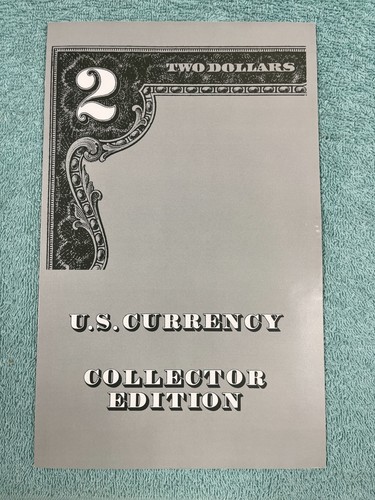 2
TWO DOLLARS
U.S. CURRENCY
COLLECTOR
EDITION